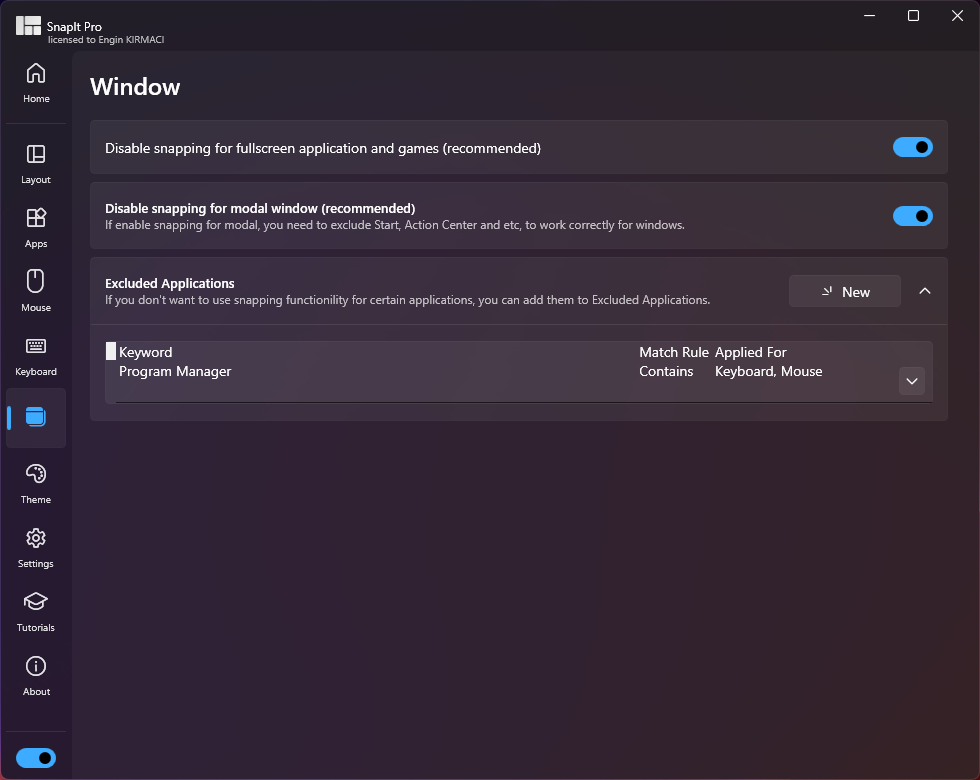 SnapIt Pro
licensed to Engin KIRMACI
Home
Layout
Apps
Mouse
Keyboard
Theme
Settings
Tutorials
About
Window
Disable snapping for fullscreen application and games (recommended)
Disable snapping for modal window (recommended)
If enable snapping for modal, you need to exclude Start, Action Center and etc, to work correctly for windows.
Excluded Applications
If you don't want to use snapping functionility for certain applications, you can add them to Excluded Applications.
New
Keyword Match Rule Applied For
Program Manager Contains Keyboard, Mouse